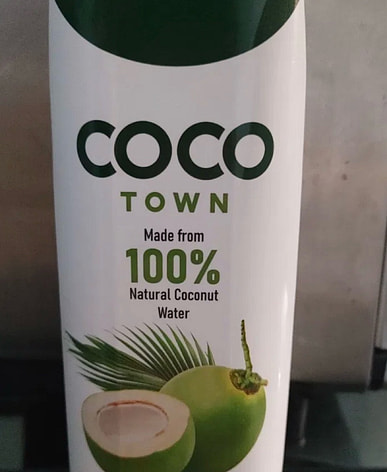 COCO
TOWN
Made from
100%
Natural Coconut
Water